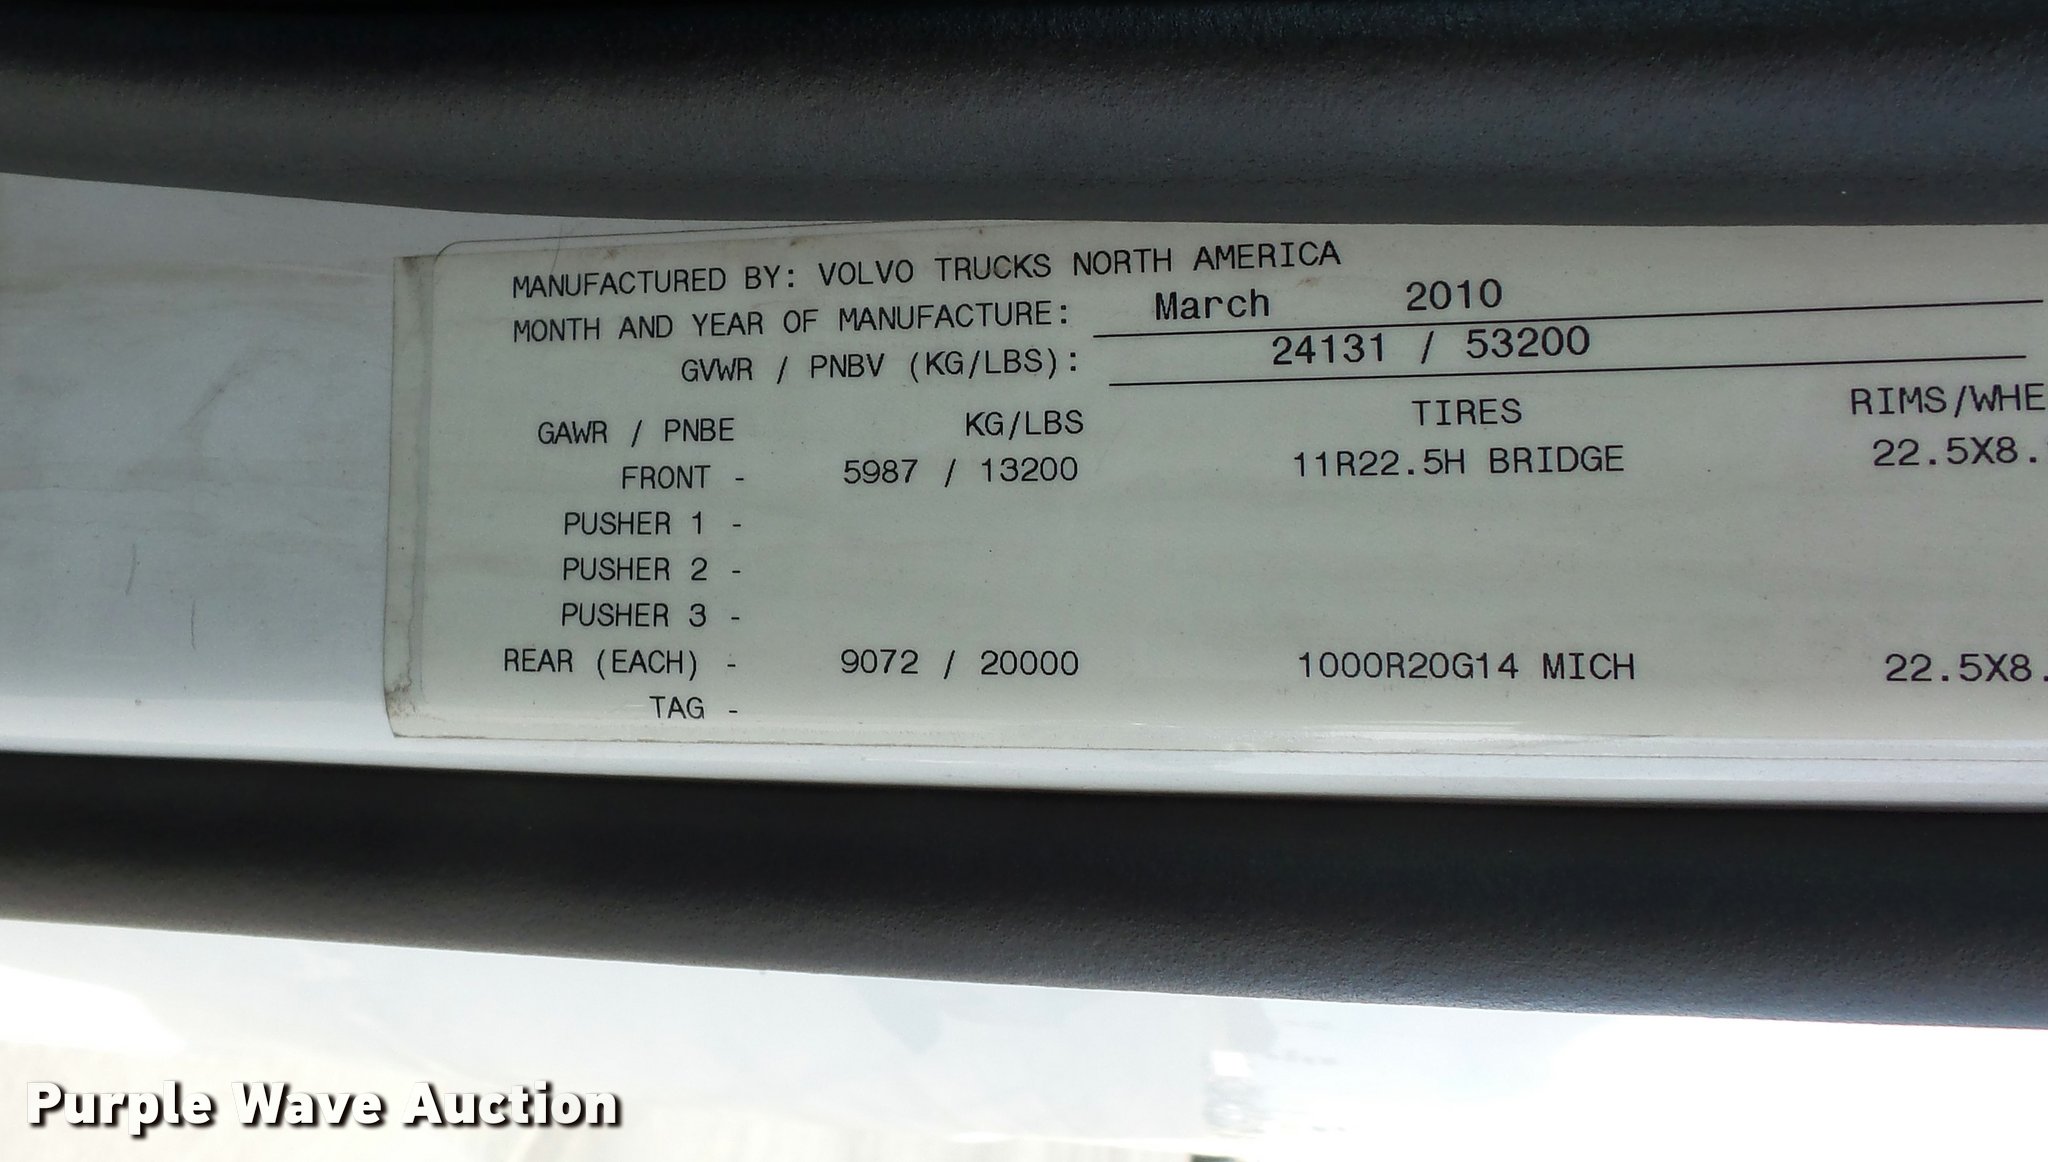 MANUFACTURED BY: VOLVO TRUCKS NORTH AMERICA
MONTH AND YEAR OF MANUFACTURE: March 2010
GVWR / PNBV (KG/LBS): 24131 / 53200
GAWR / PNBE KG/LBS TIRES RIMS/WHE
FRONT - 5987 / 13200 11R22.5H BRIDGE 22.5X8.
PUSHER 1 -
PUSHER 2 -
PUSHER 3 -
REAR (EACH) - 9072 / 20000 1000R20G14 MICH 22.5X8.
TAG -
Purple Wave Auction